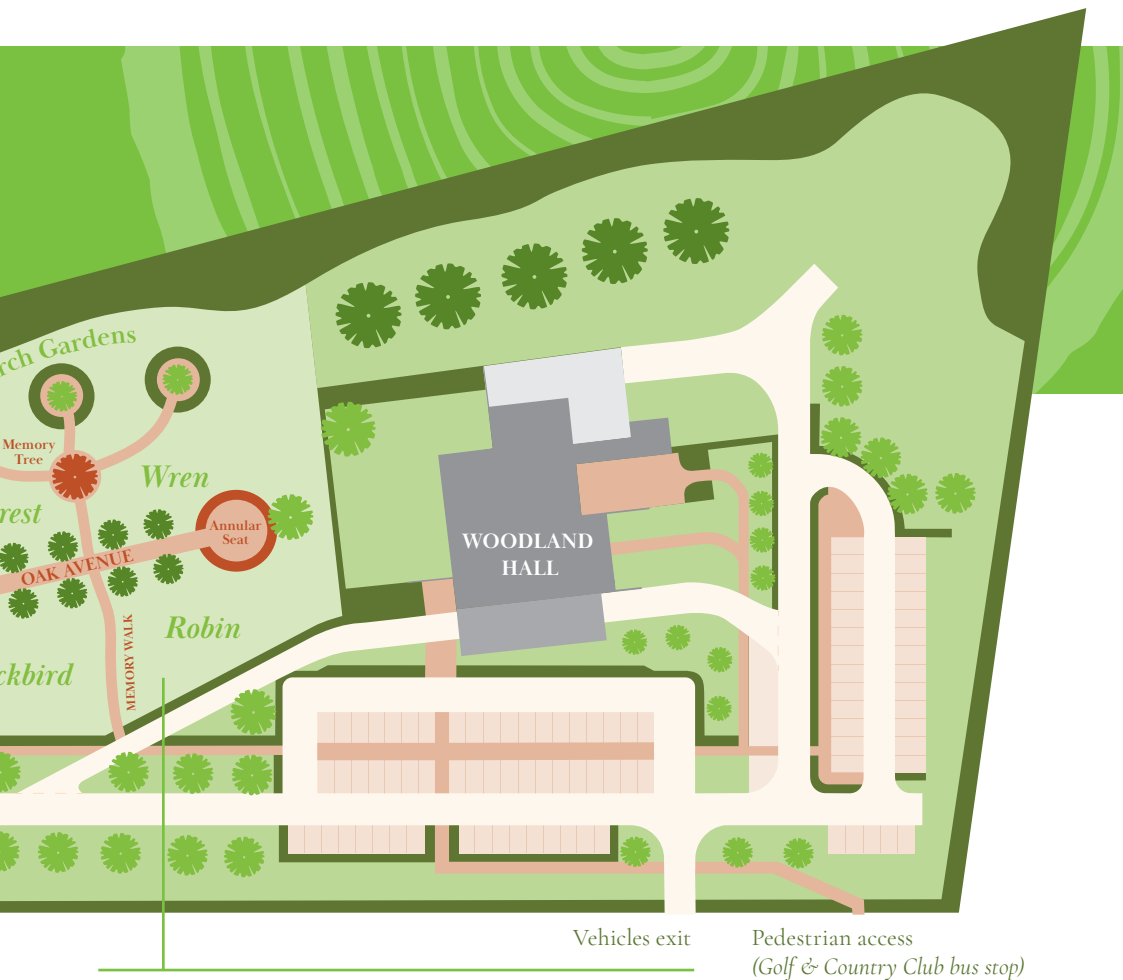 rch Gardens
Memory
Tree
Wren
rest
Annular
Seat
OAK AVENUE
WOODLAND
HALL
MEMORY WALK
Robin
ckbird
Vehicles exit
Pedestrian access
(Golf & Country Club bus stop)